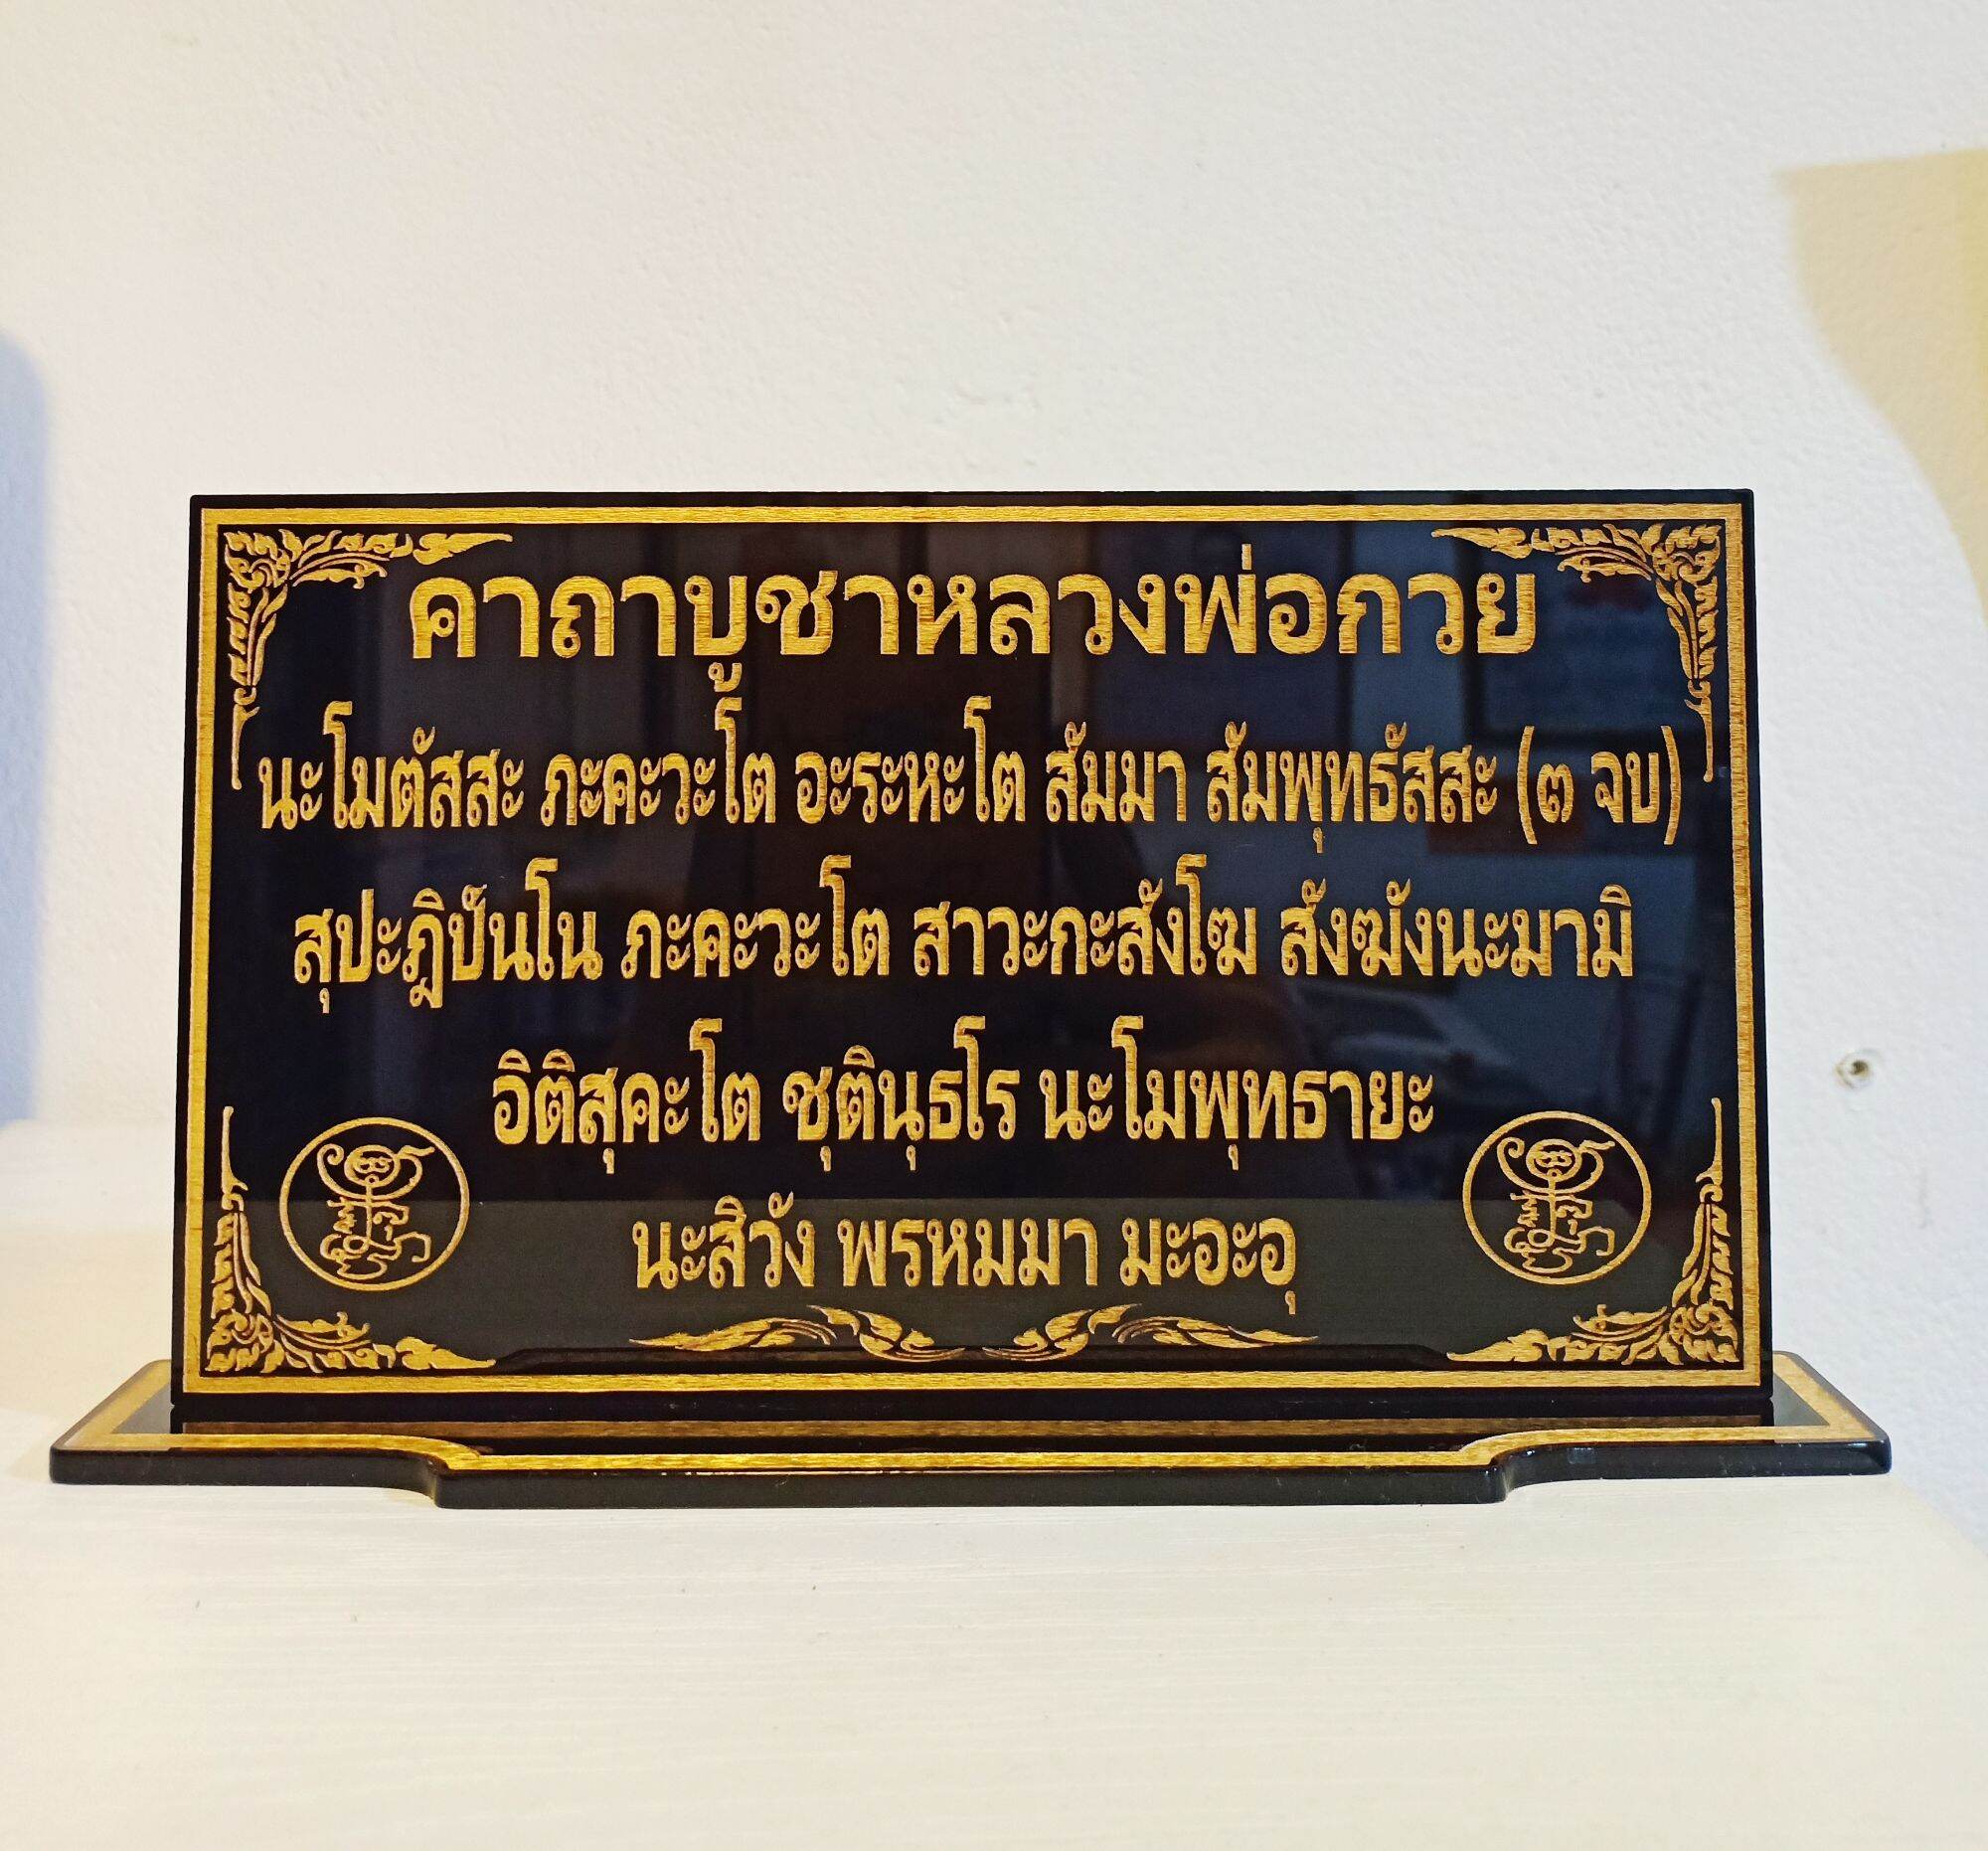 คาถาบูชาหลวงพ่อกวย
นะโมตัสสะ ภะคะวะโต อะระหะโต สัมมา สัมพุทธัสสะ (๓ จบ)
สุปะฏิปันโน ภะคะวะโต สาวะกะสังโฆ สังฆังนะมามิ
อิติสุคะโต ชุตินุธโร นะโมพุทธายะ
นะสิวัง พรหมมา มะอะอุ